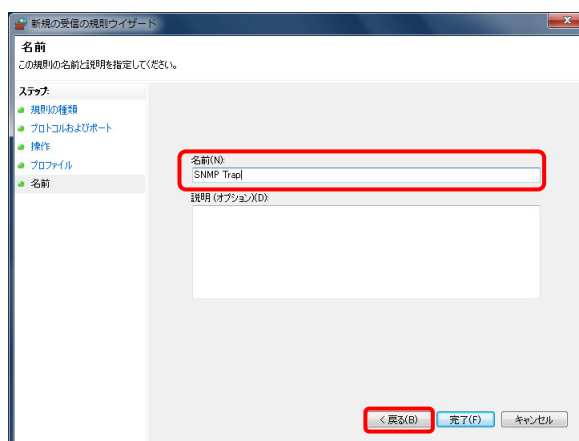 新規の受信の規則ウィザード
名前
この規則の名前と説明を指定してください。
ステップ:
規則の種類
プロトコルおよびポート
操作
プロファイル
名前
名前(N):
SNMP Trap
説明 (オプション)(D):
< 戻る(B)
完了(F)
キャンセル